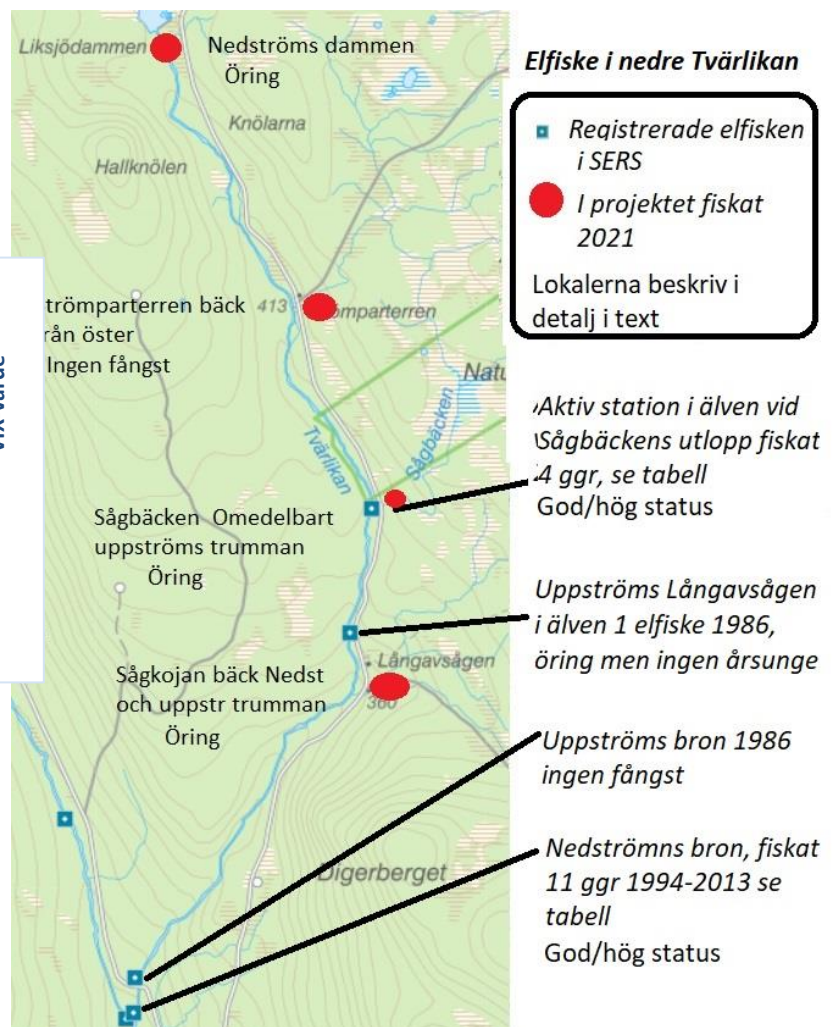 Liksjödammen
Nedströms dammen
Öring
Knölarna
Hallknölen
trömparterren bäck
rån öster
Ingen fångst
413
ömparterren
Natu
Tvärlikan
Sågbäcken
Sågbäcken Omedelbart
uppströms trumman
Öring
Långavsågen
360
Sågkojan bäck Nedst
och uppstr trumman
Öring
Digerberget
VIX värde
Elfiske i nedre Tvärlikan
Registrerade elfisken
i SERS
I projektet fiskat
2021
Lokalerna beskriv i
detalj i text
Aktiv station i älven vid
Sågbäckens utlopp fiskat
4 ggr, se tabell
God/hög status
Uppströms Långavsågen
i älven 1 elfiske 1986,
öring men ingen årsunge
Uppströms bron 1986
ingen fångst
Nedströmns bron, fiskat
11 ggr 1994-2013 se
tabell
God/hög status